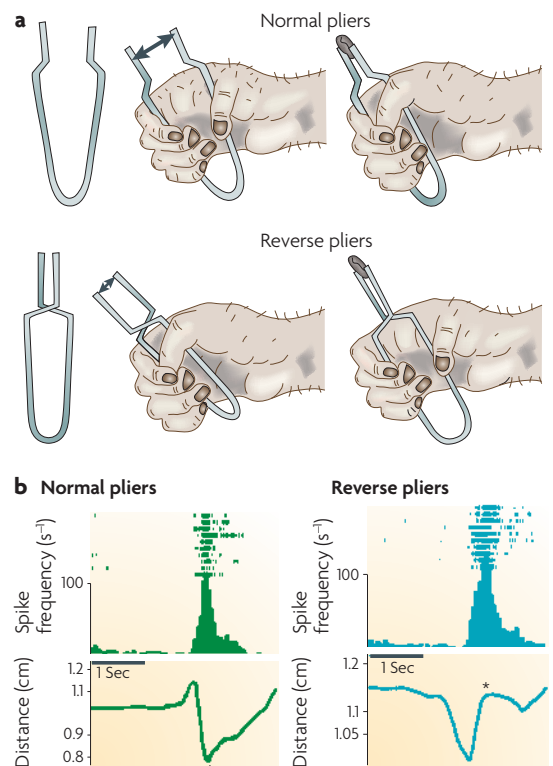 a
Normal pliers
Reverse pliers
b Normal pliers
Reverse pliers
Spike
frequency (s⁻¹)
100
Spike
frequency (s⁻¹)
100
Distance (cm)
1.2
1.1
0.9
0.8
1 Sec
Distance (cm)
1.2
1.1
1.05
1 Sec
*